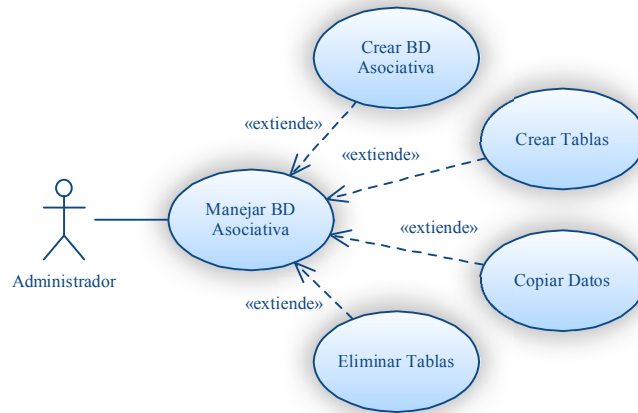 Crear BD
Asociativa
«extiende»
Crear Tablas
«extiende»
Manejar BD
Asociativa
«extiende»
Administrador
Copiar Datos
«extiende»
Eliminar Tablas